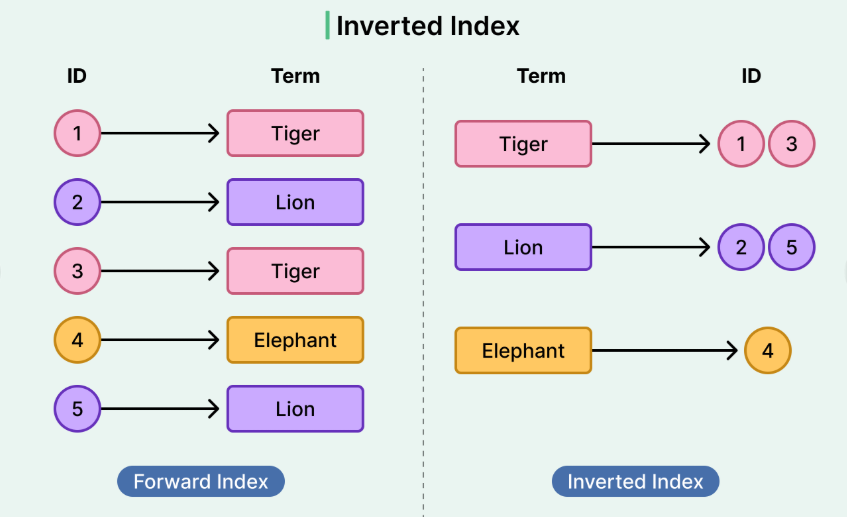 Inverted Index
ID Term
1 Tiger
2 Lion
3 Tiger
4 Elephant
5 Lion
Forward Index
Term ID
Tiger 1 3
Lion 2 5
Elephant 4
Inverted Index